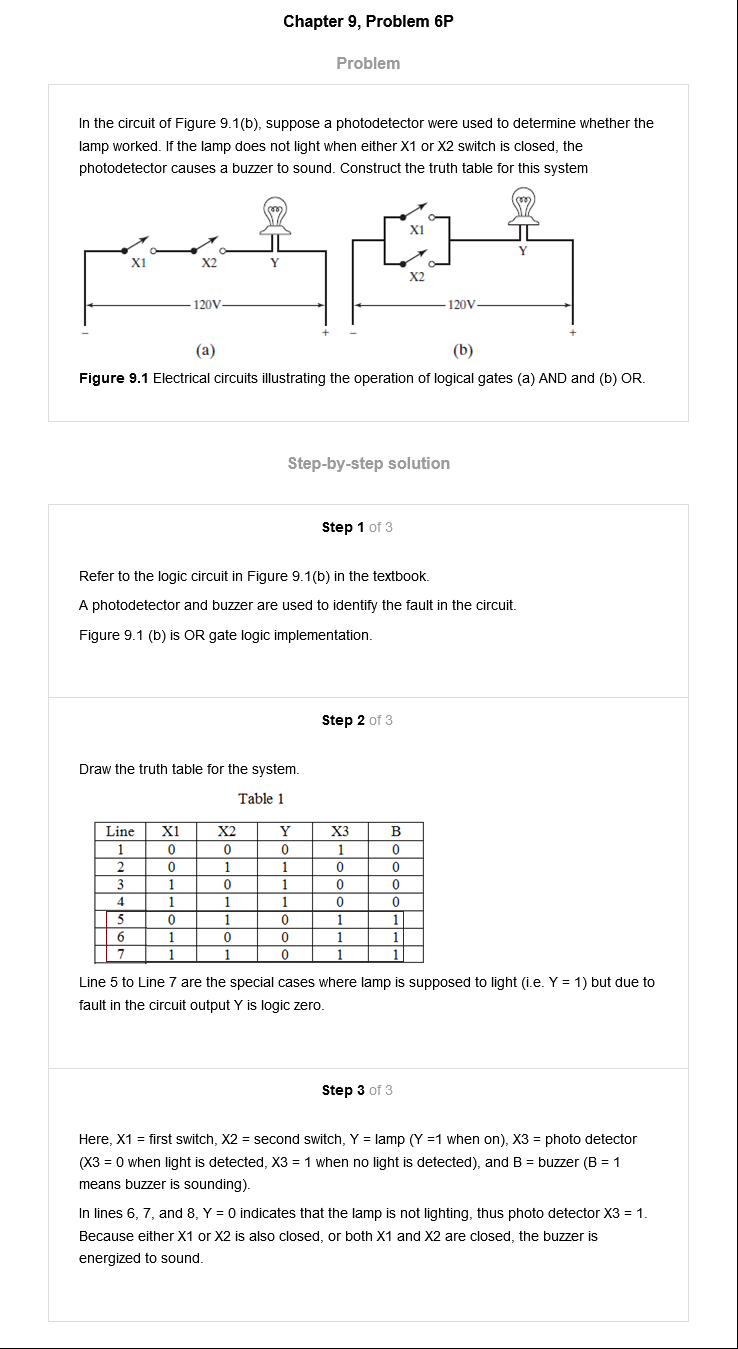 Chapter 9, Problem 6P
Problem
In the circuit of Figure 9.1(b), suppose a photodetector were used to determine whether the
lamp worked. If the lamp does not light when either X1 or X2 switch is closed, the
photodetector causes a buzzer to sound. Construct the truth table for this system
X1 X2 Y
120V
− +
(a)
X1
X2
Y
120V
− +
(b)
Figure 9.1 Electrical circuits illustrating the operation of logical gates (a) AND and (b) OR.
Step-by-step solution
Step 1 of 3
Refer to the logic circuit in Figure 9.1(b) in the textbook.
A photodetector and buzzer are used to identify the fault in the circuit.
Figure 9.1 (b) is OR gate logic implementation.
Step 2 of 3
Draw the truth table for the system.
Table 1
Line X1 X2 Y X3 B
1 0 0 0 1 0
2 0 1 1 0 0
3 1 0 1 0 0
4 1 1 1 0 0
5 0 1 0 1 1
6 1 0 0 1 1
7 1 1 0 1 1
Line 5 to Line 7 are the special cases where lamp is supposed to light (i.e. Y = 1) but due to
fault in the circuit output Y is logic zero.
Step 3 of 3
Here, X1 = first switch, X2 = second switch, Y = lamp (Y =1 when on), X3 = photo detector
(X3 = 0 when light is detected, X3 = 1 when no light is detected), and B = buzzer (B = 1
means buzzer is sounding).
In lines 6, 7, and 8, Y = 0 indicates that the lamp is not lighting, thus photo detector X3 = 1.
Because either X1 or X2 is also closed, or both X1 and X2 are closed, the buzzer is
energized to sound.